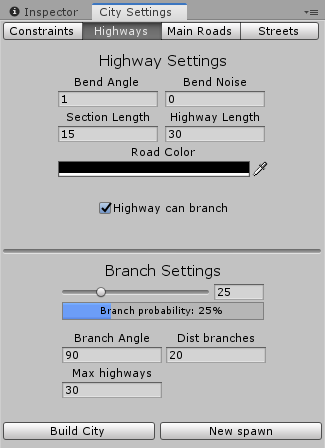 Inspector City Settings
Constraints Highways Main Roads Streets
Highway Settings
Bend Angle Bend Noise
1 0
Section Length Highway Length
15 30
Road Color
Highway can branch
Branch Settings
25
Branch probability: 25%
Branch Angle Dist branches
90 20
Max highways
30
Build City New spawn